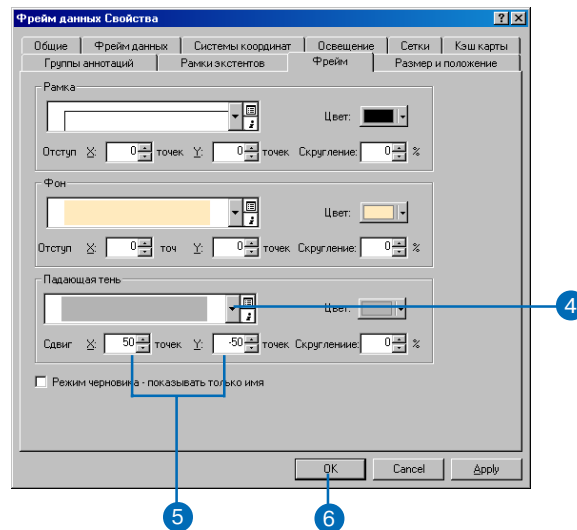 Фрейм данных Свойства
Общие Фрейм данных Системы координат Освещение Сетки Кэш карты
Группы аннотаций Рамки экстентов Фрейм Размер и положение
Рамка
Цвет:
Отступ X: 0 точек Y: 0 точек Скругление: 0 %
Фон
Цвет:
Отступ X: 0 точ Y: 0 точек Скругление: 0 %
Падающая тень
4
Цвет:
Сдвиг X: 50 точек Y: -50 точек Скруглениие: 0 %
Режим черновика - показывать только имя
5
OK Cancel Apply
6